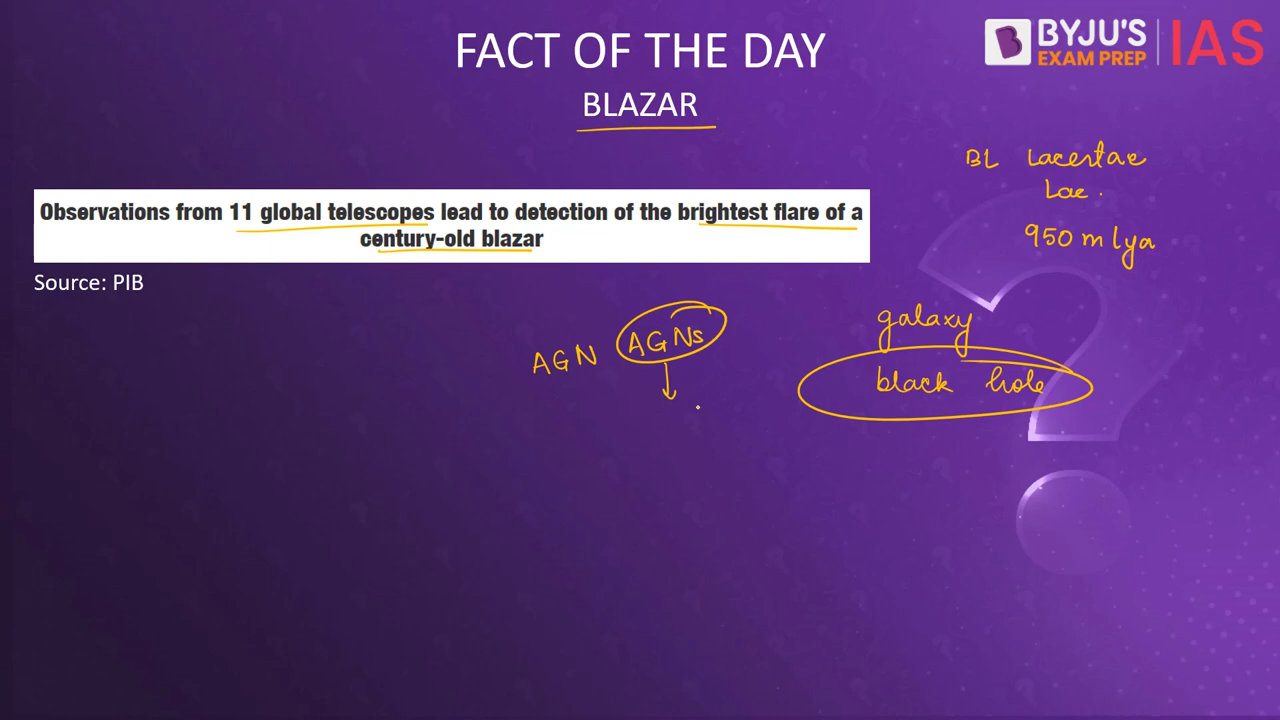 FACT OF THE DAY
BYJU'S
EXAM PREP
IAS
BLAZAR
BL Lacertae
Lac.
950 m lya
Observations from 11 global telescopes lead to detection of the brightest flare of a
century-old blazar
Source: PIB
AGN AGNs
galaxy
black hole